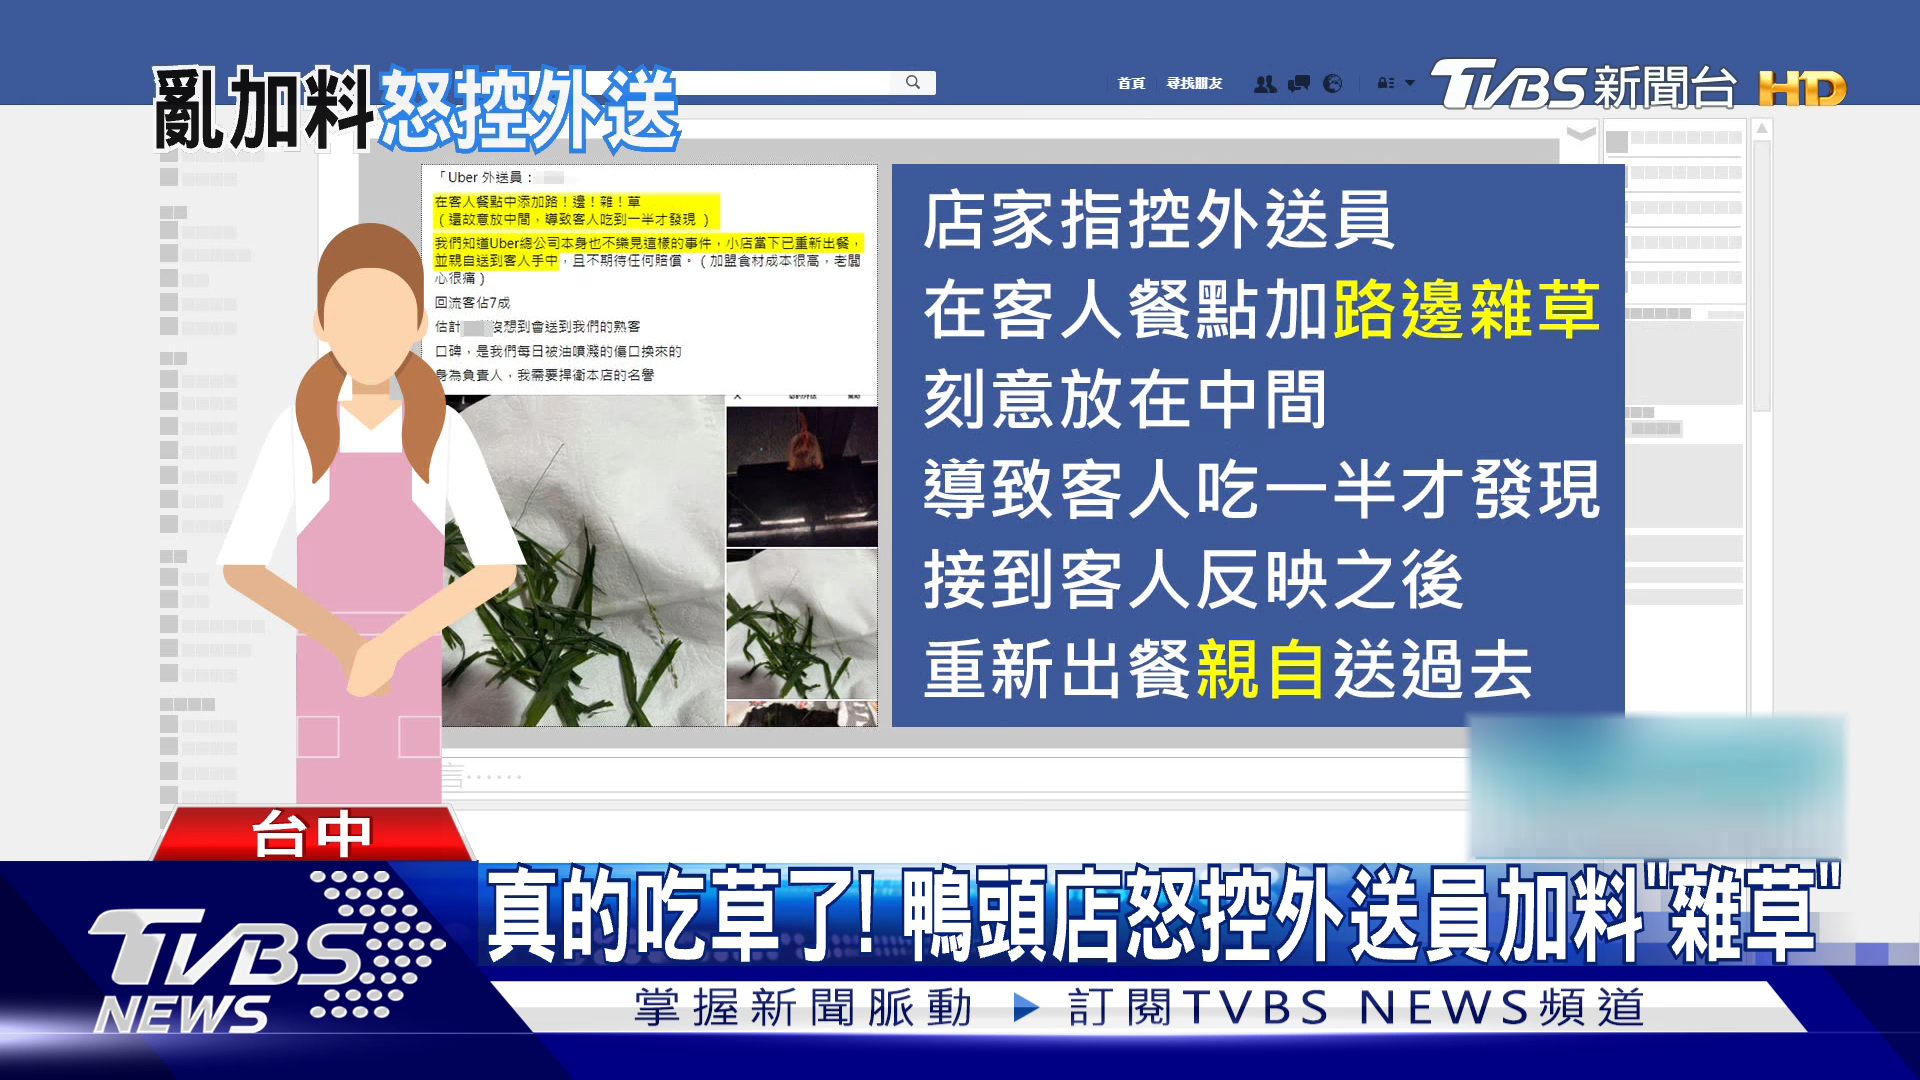 亂加料怒控外送
首頁 尋找朋友
TVBS新聞台 HD
「Uber 外送員：
在客人餐點中添加路！邊！雜！草
（還故意放中間，導致客人吃到一半才發現 ）
我們知道Uber總公司本身也不樂見這樣的事件，小店當下已重新出餐，
並親自送到客人手中，且不期待任何賠償。（加盟食材成本很高，老闆
心很痛）
回流客佔7成
估計 沒想到會送到我們的熟客
口碑，是我們每日被油噴濺的傷口換來的
身為負責人，我需要捍衛本店的名譽
店家指控外送員
在客人餐點加路邊雜草
刻意放在中間
導致客人吃一半才發現
接到客人反映之後
重新出餐親自送過去
言······
台中
真的吃草了! 鴨頭店怒控外送員加料"雜草"
TVBS
NEWS
掌握新聞脈動 ▶ 訂閱TVBS NEWS頻道